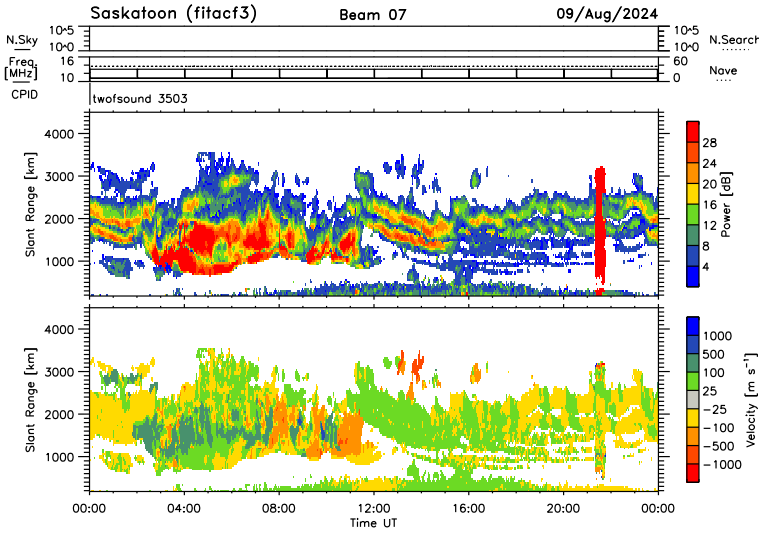 Saskatoon (fitacf3) Beam 07 09/Aug/2024
N.Sky 10^5 10^0 10^5 10^0 N.Search
Freq. [MHz] 16 10 60 0 Nave
CPID twofsound 3503
Slant Range [km] 4000 3000 2000 1000
Power [dB] 28 24 20 16 12 8 4
Slant Range [km] 4000 3000 2000 1000
Velocity [m s⁻¹] 1000 500 100 25 −25 −100 −500 −1000
00:00 04:00 08:00 12:00 16:00 20:00 00:00
Time UT